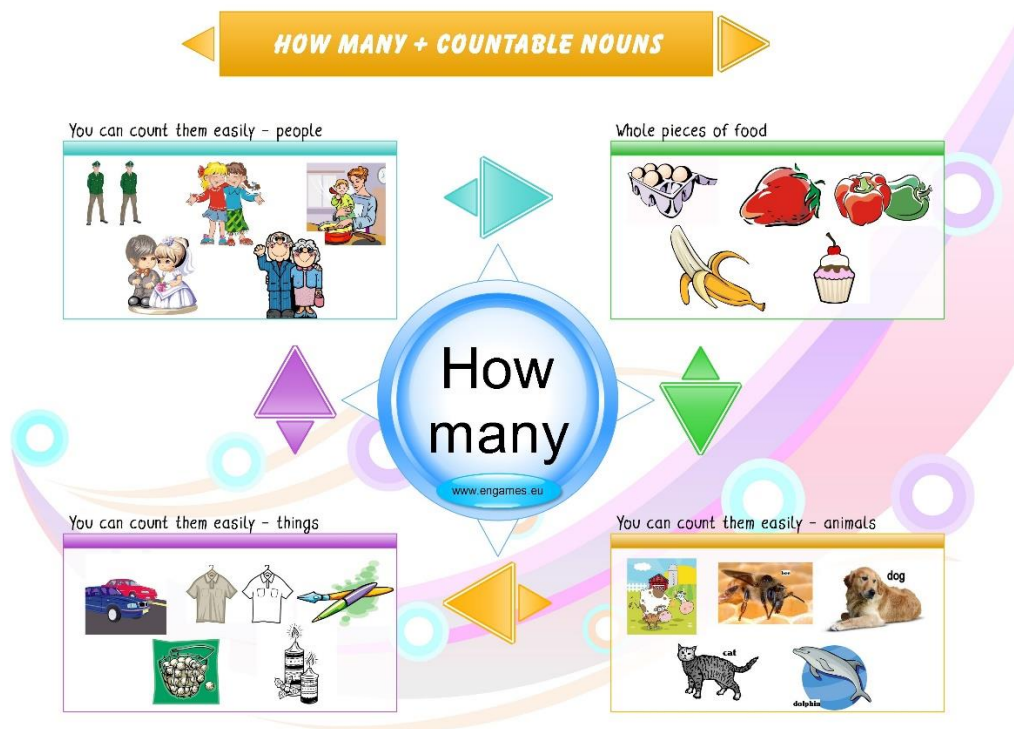 HOW MANY + COUNTABLE NOUNS
You can count them easily - people
Whole pieces of food
How
many
www.engames.eu
You can count them easily - things
You can count them easily - animals
bee
dog
cat
dolphin